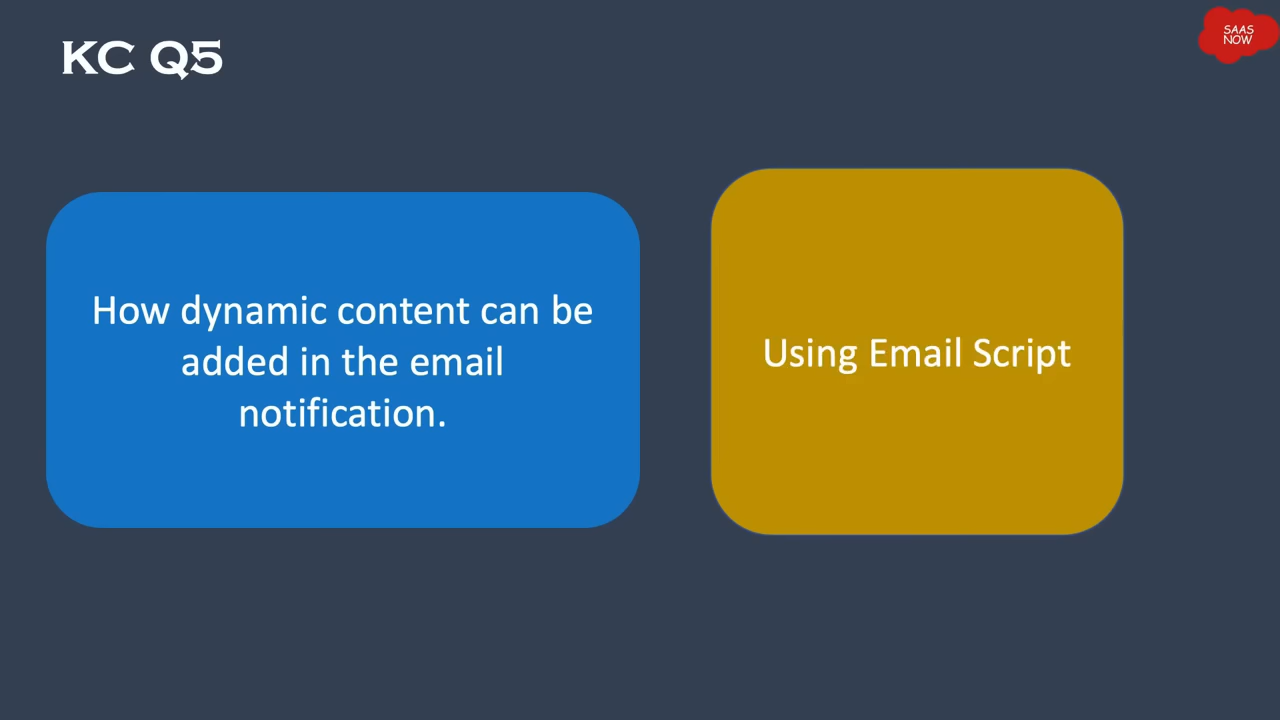 KC Q5
SAAS
NOW
How dynamic content can be
added in the email
notification.
Using Email Script